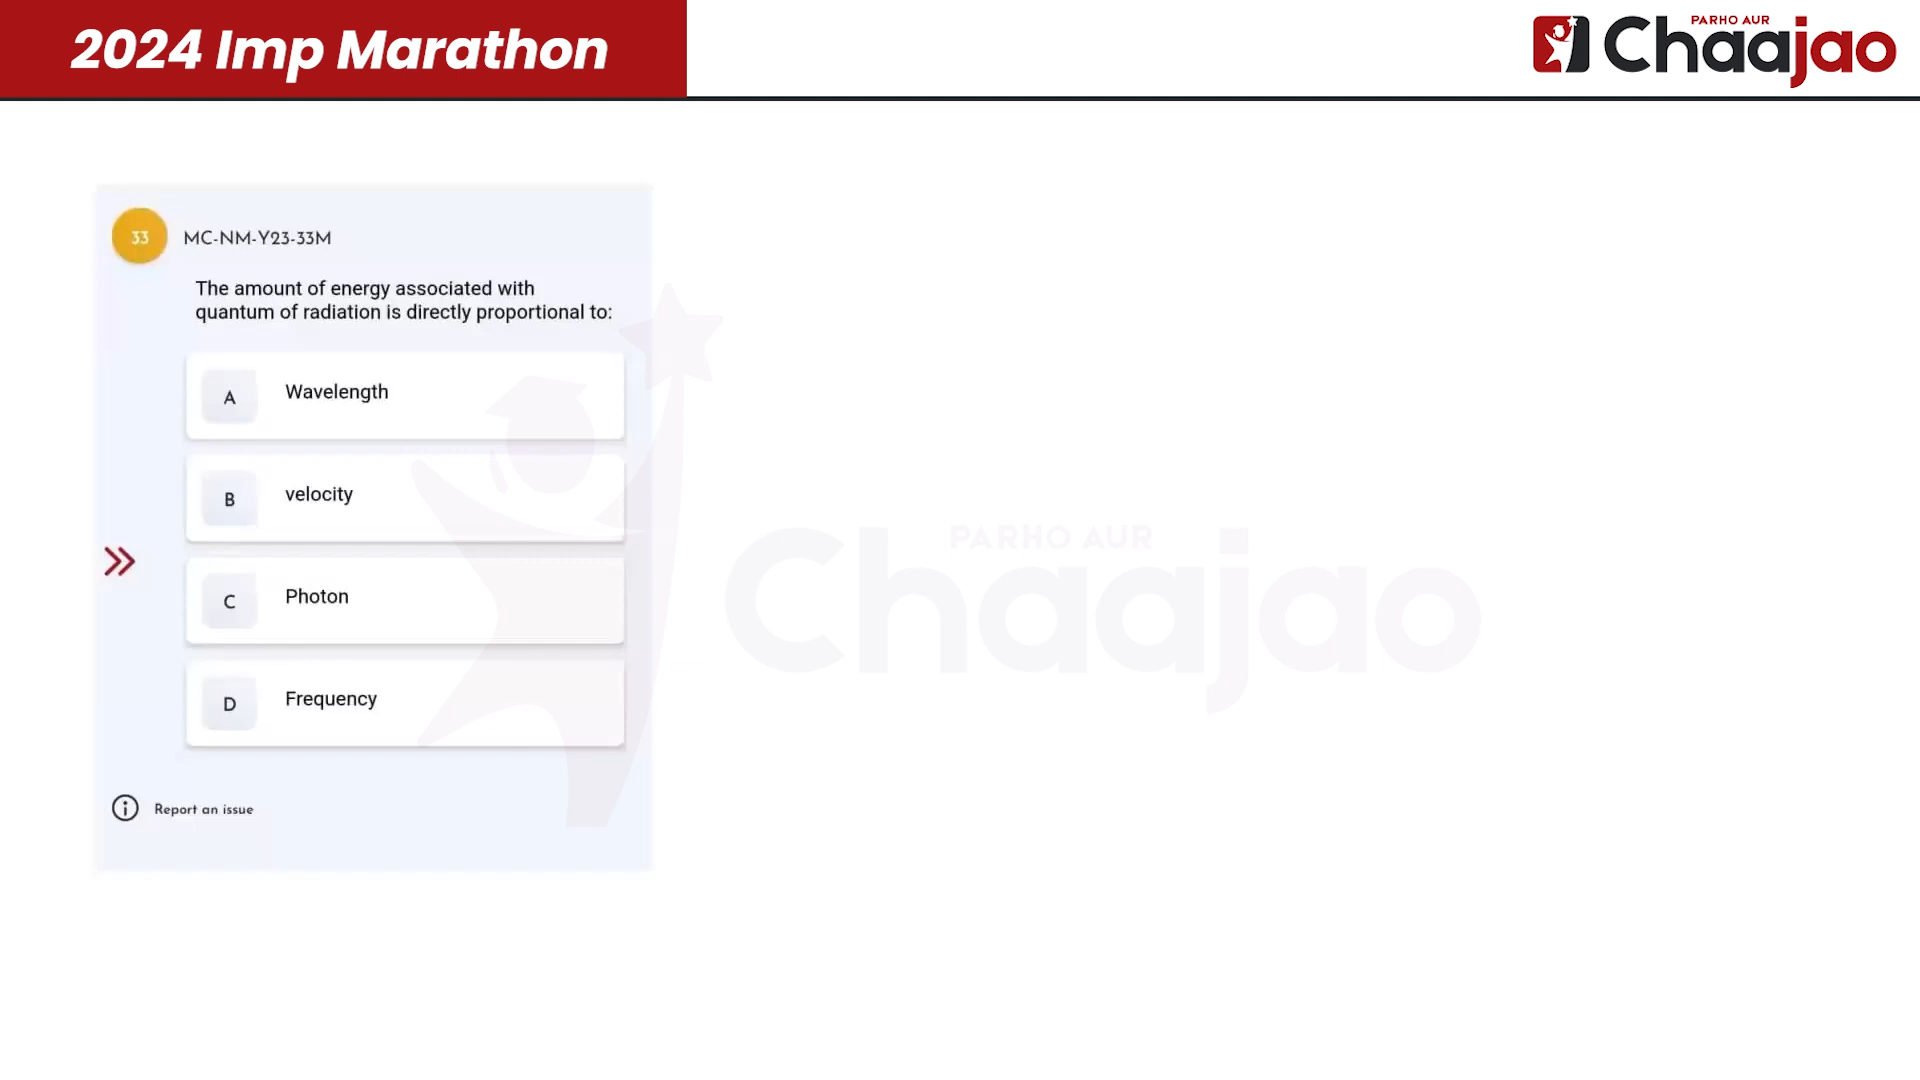 2024 Imp Marathon
PARHO AUR
Chaajao
33
MC-NM-Y23-33M
The amount of energy associated with
quantum of radiation is directly proportional to:
A
Wavelength
B
velocity
C
Photon
D
Frequency
Report an issue
PARHO AUR
Chaajao